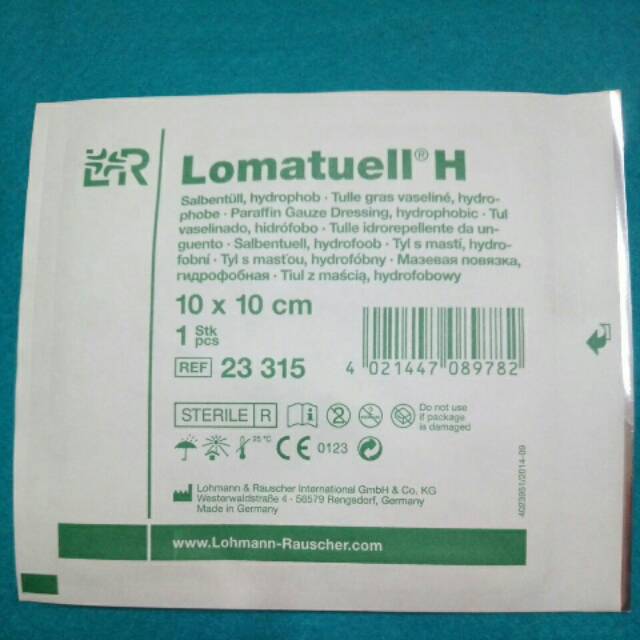 L&R
Lomatuell® H
Salbentüll, hydrophob · Tulle gras vaseliné, hydro-
phobe · Paraffin Gauze Dressing, hydrophobic · Tul
vaselinado, hidrófobo · Tulle idrorepellente da un-
guento · Salbentuell, hydrofoob · Tyl s mastí, hydro-
fobní · Tyl s masťou, hydrofóbny · Мазевая повязка,
гидрофобная · Tiul z maścią, hydrofobowy
10 x 10 cm
1 Stk
pcs
REF 23 315
4 021447 089782
STERILE R
Do not use
if package
is damaged
25 °C
CE 0123
Lohmann & Rauscher International GmbH & Co. KG
Westerwaldstraße 4 · 56579 Rengsdorf, Germany
Made in Germany
4023951/2014-09
www.Lohmann-Rauscher.com